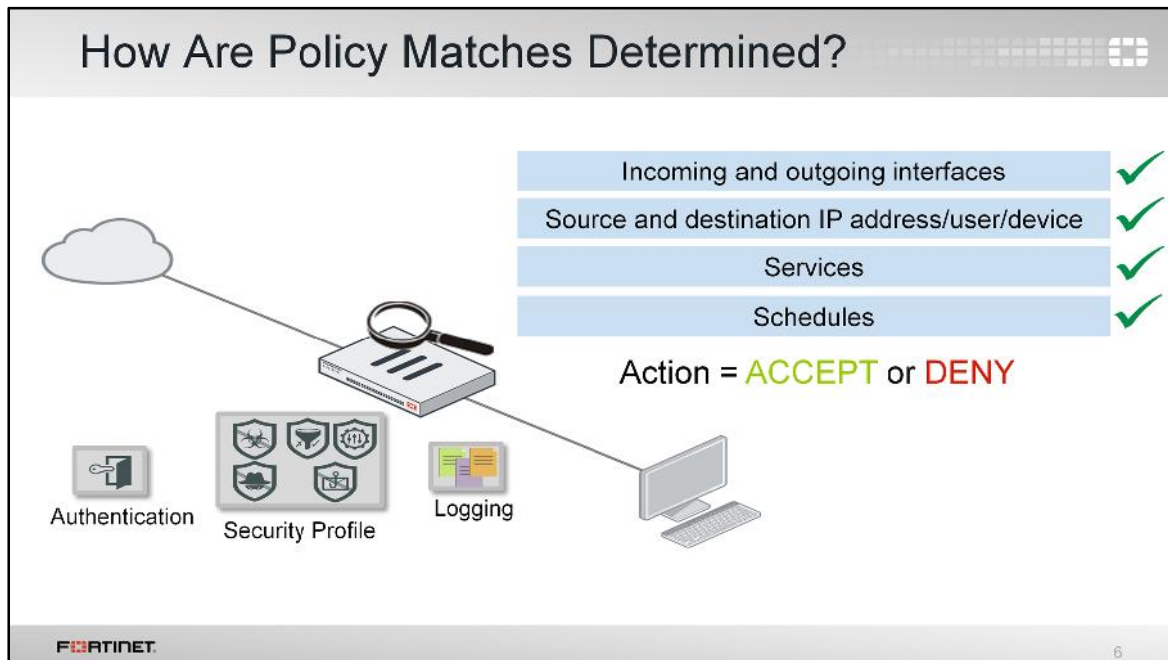 How Are Policy Matches Determined?
Incoming and outgoing interfaces
Source and destination IP address/user/device
Services
Schedules
Action = ACCEPT or DENY
Authentication
Security Profile
Logging
FORTINET
6